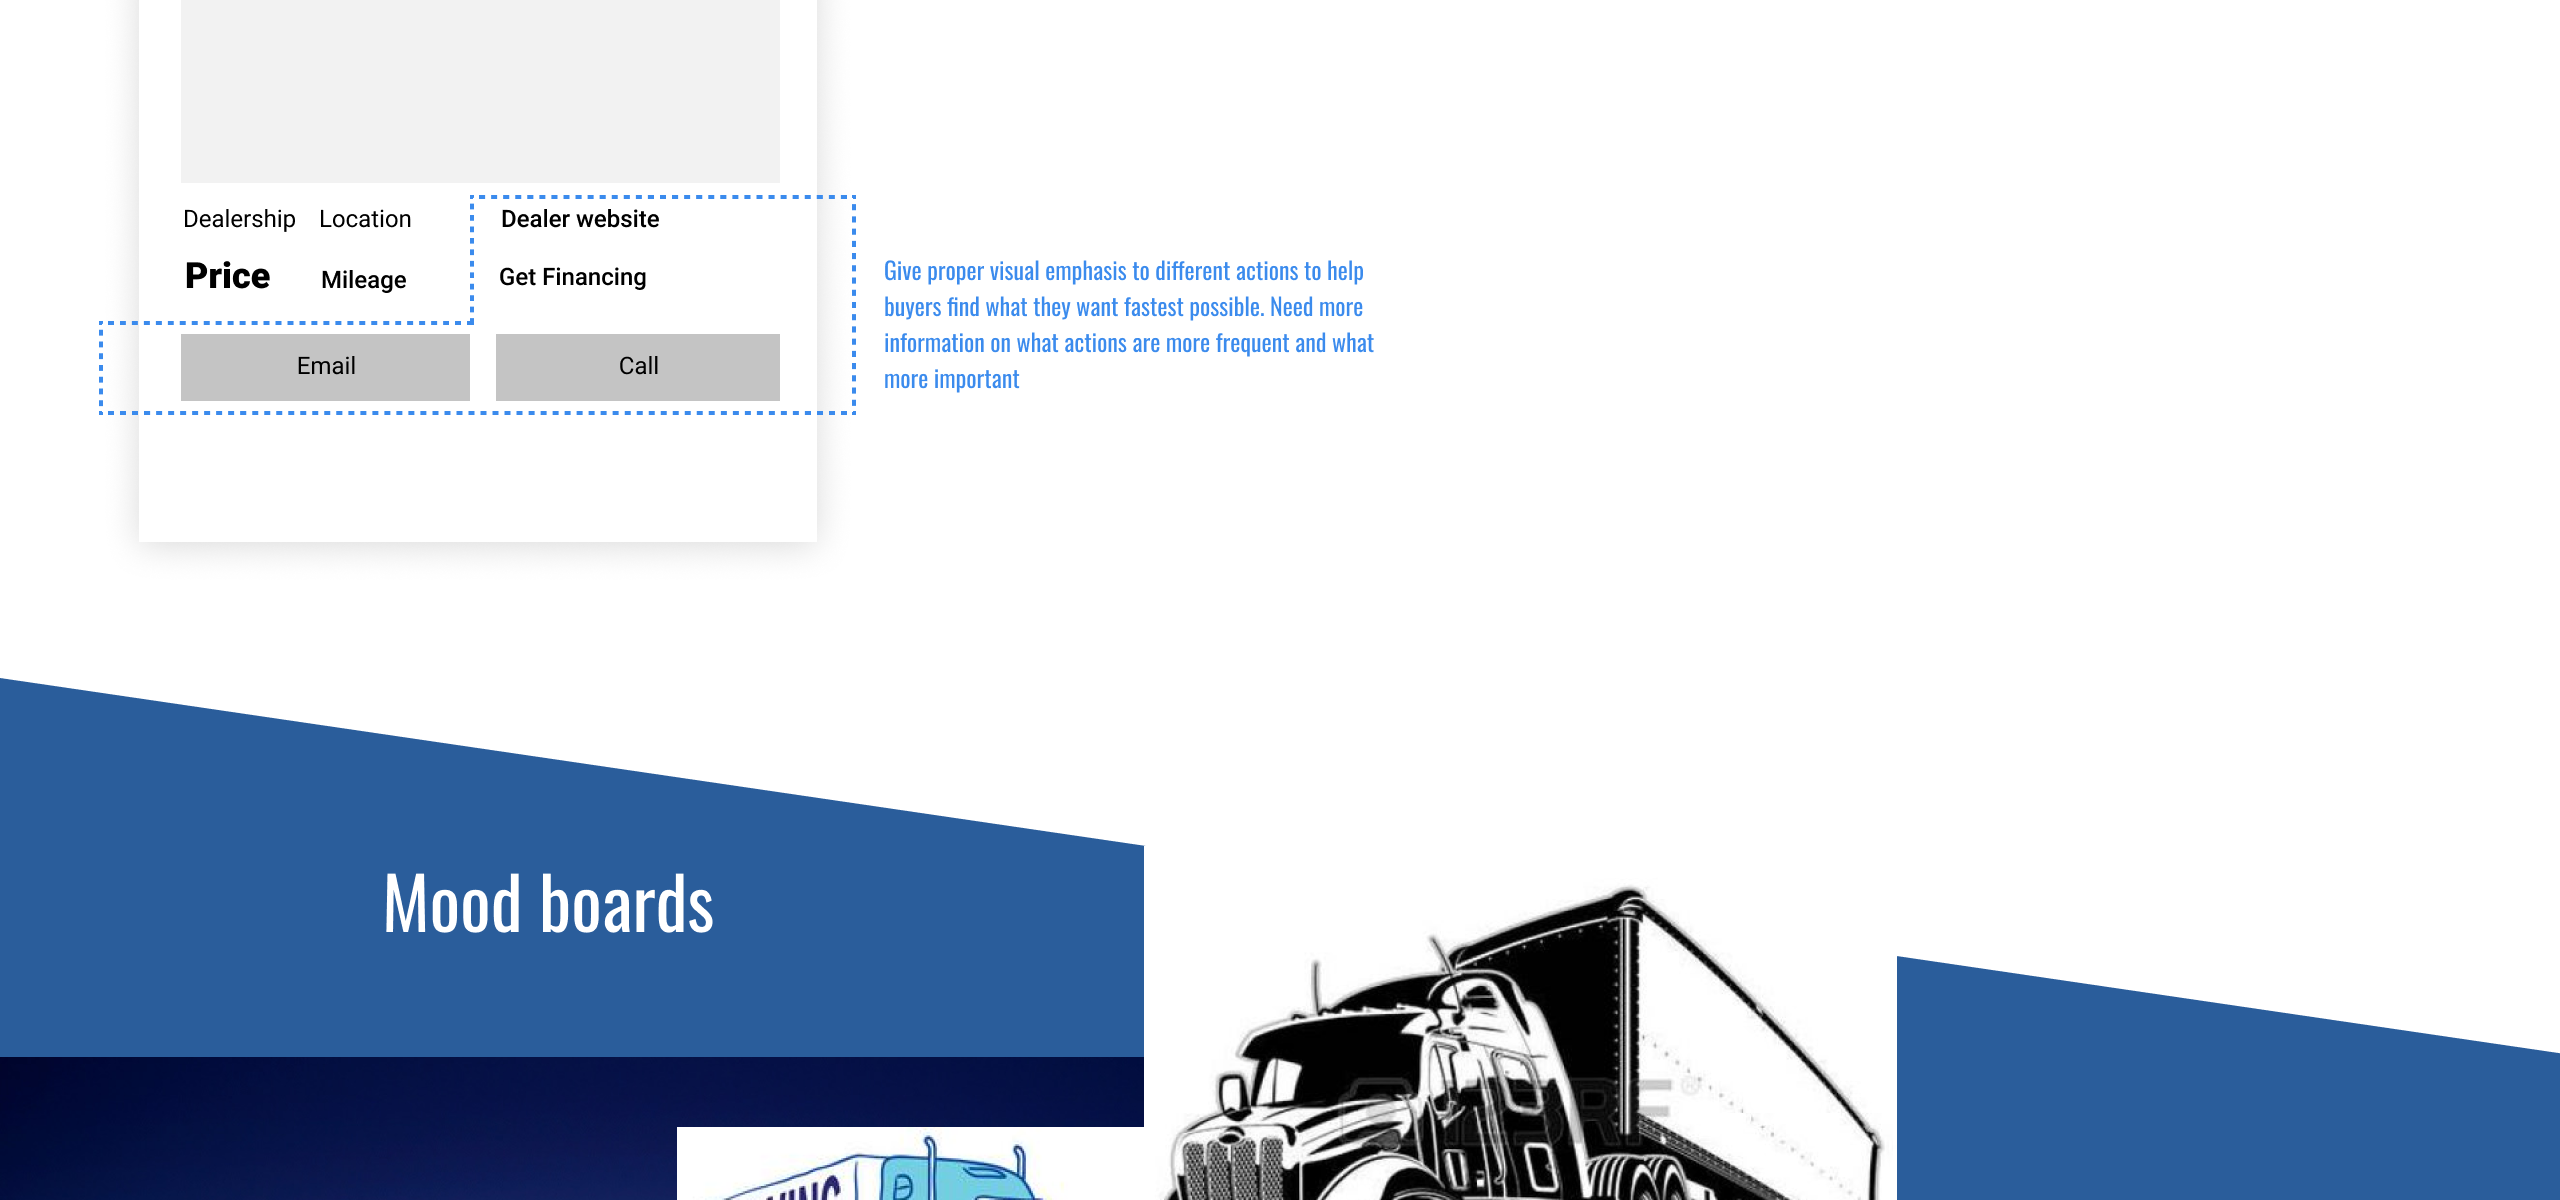 Dealership Location Dealer website
Price Mileage Get Financing
Email Call
Give proper visual emphasis to different actions to help
buyers find what they want fastest possible. Need more
information on what actions are more frequent and what
more important
Mood boards
123RF®